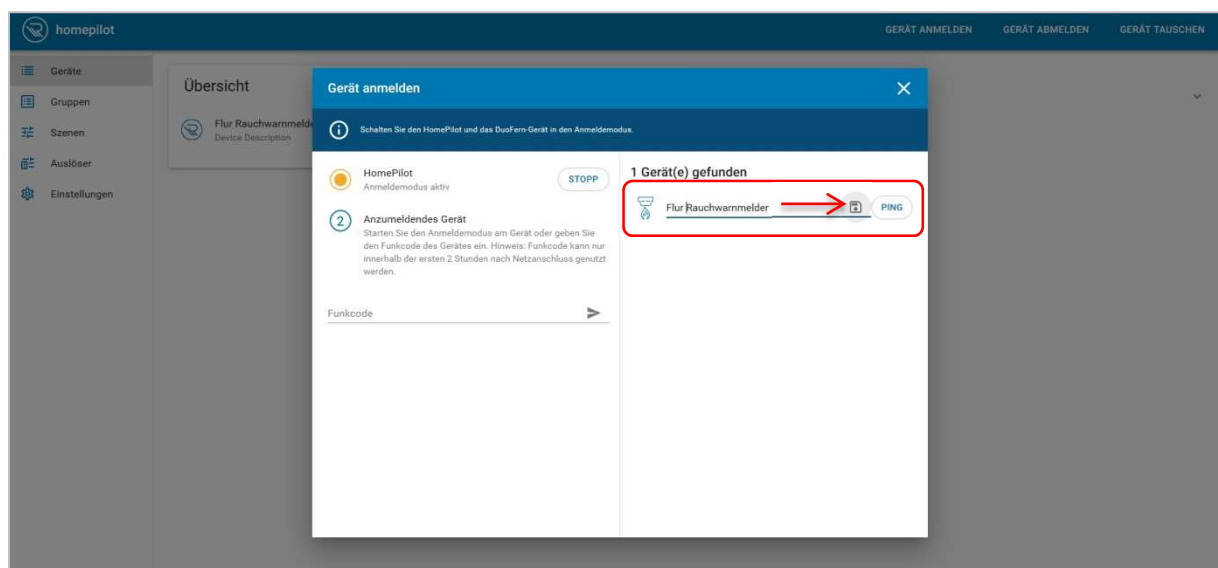 homepilot
GERÄT ANMELDEN GERÄT ABMELDEN GERÄT TAUSCHEN
Geräte
Gruppen
Szenen
Auslöser
Einstellungen
Übersicht
Flur Rauchwarnmelde
Device Description
Gerät anmelden
Schalten Sie den HomePilot und das DuoFern-Gerät in den Anmeldemodus.
HomePilot
Anmeldemodus aktiv
STOPP
2
Anzumeldendes Gerät
Starten Sie den Anmeldemodus am Gerät oder geben Sie
den Funkcode des Gerätes ein. Hinweis: Funkcode kann nur
innerhalb der ersten 2 Stunden nach Netzanschluss genutzt
werden.
Funkcode
1 Gerät(e) gefunden
Flur Rauchwarnmelder
PING